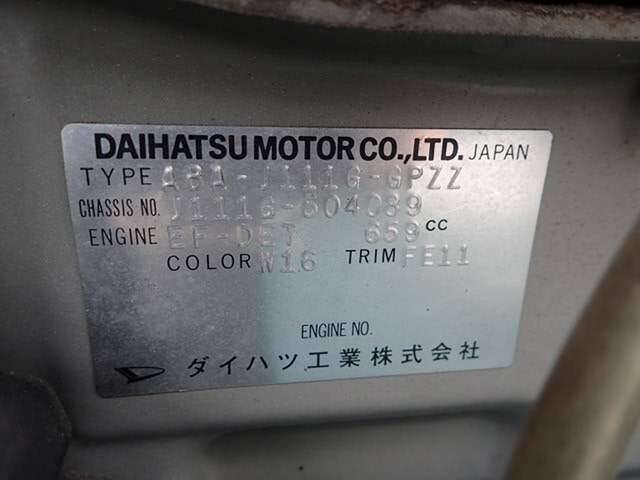 DAIHATSU MOTOR CO.,LTD. JAPAN
TYPE ABA-J111G-GPZZ
CHASSIS NO. J111G-004089
ENGINE EF-DET 659 cc
COLOR W16 TRIM FE11
ENGINE NO.
ダイハツ工業株式会社